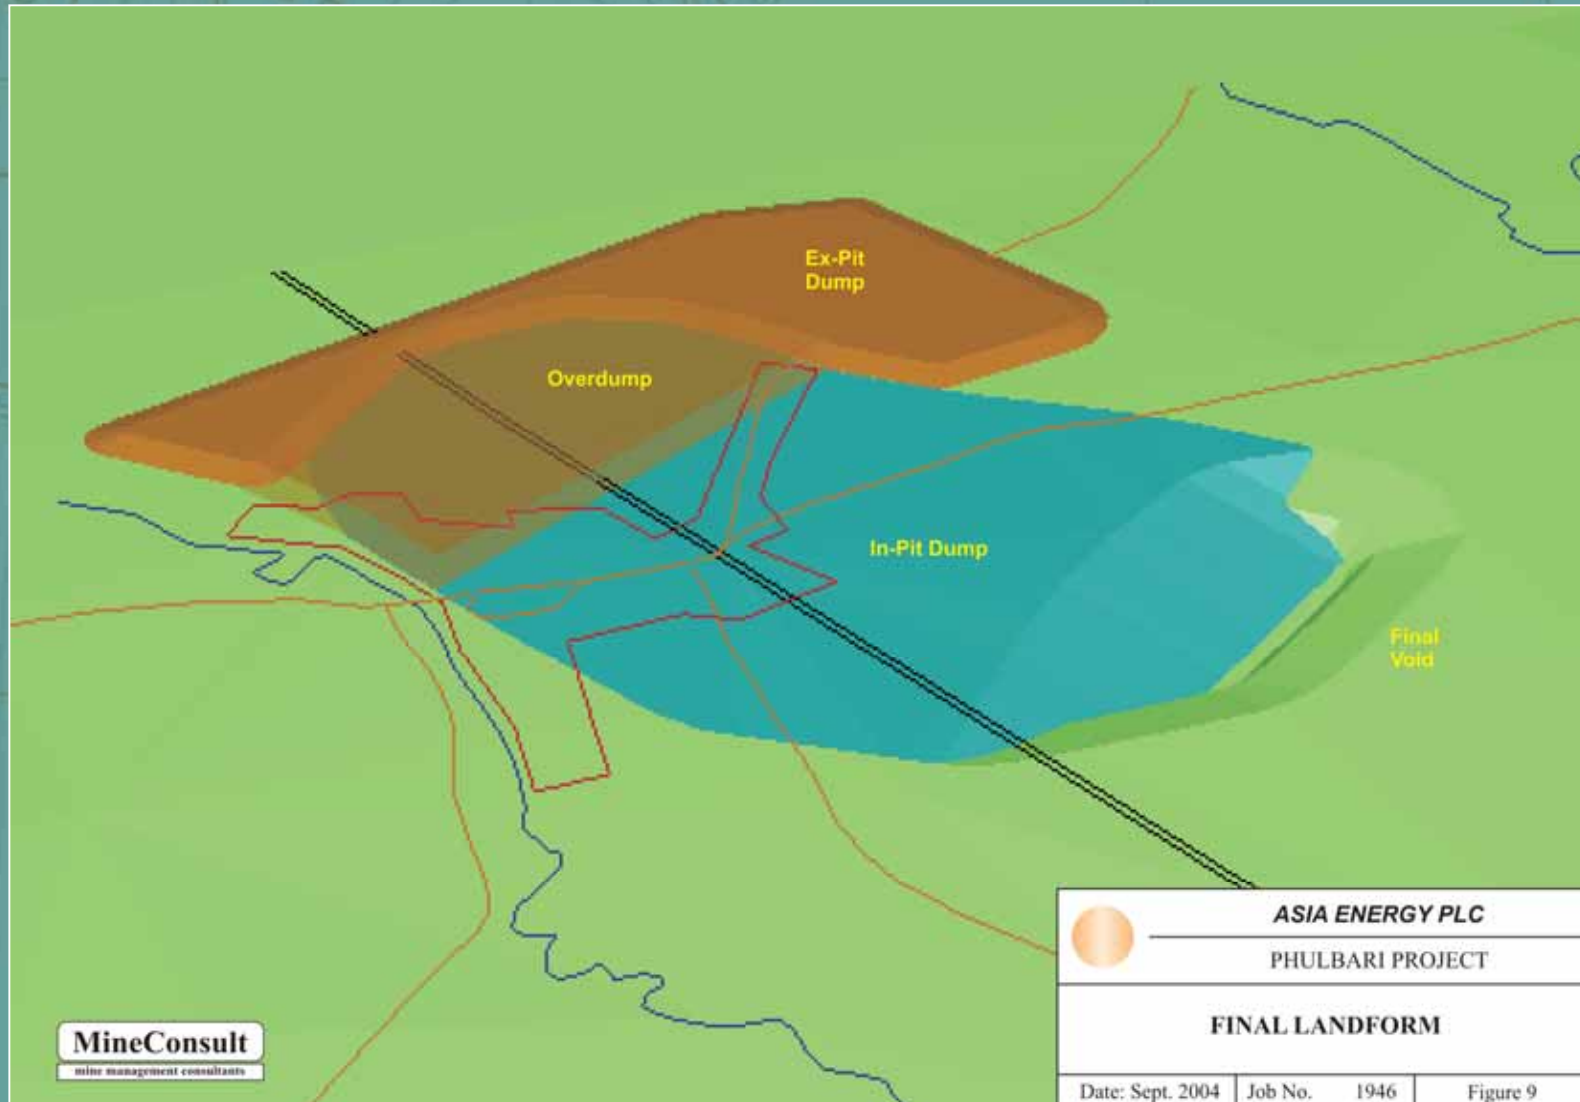 Ex-Pit
Dump
Overdump
In-Pit Dump
Final
Void
ASIA ENERGY PLC
PHULBARI PROJECT
FINAL LANDFORM
Date: Sept. 2004 Job No. 1946 Figure 9
MineConsult
mine management consultants